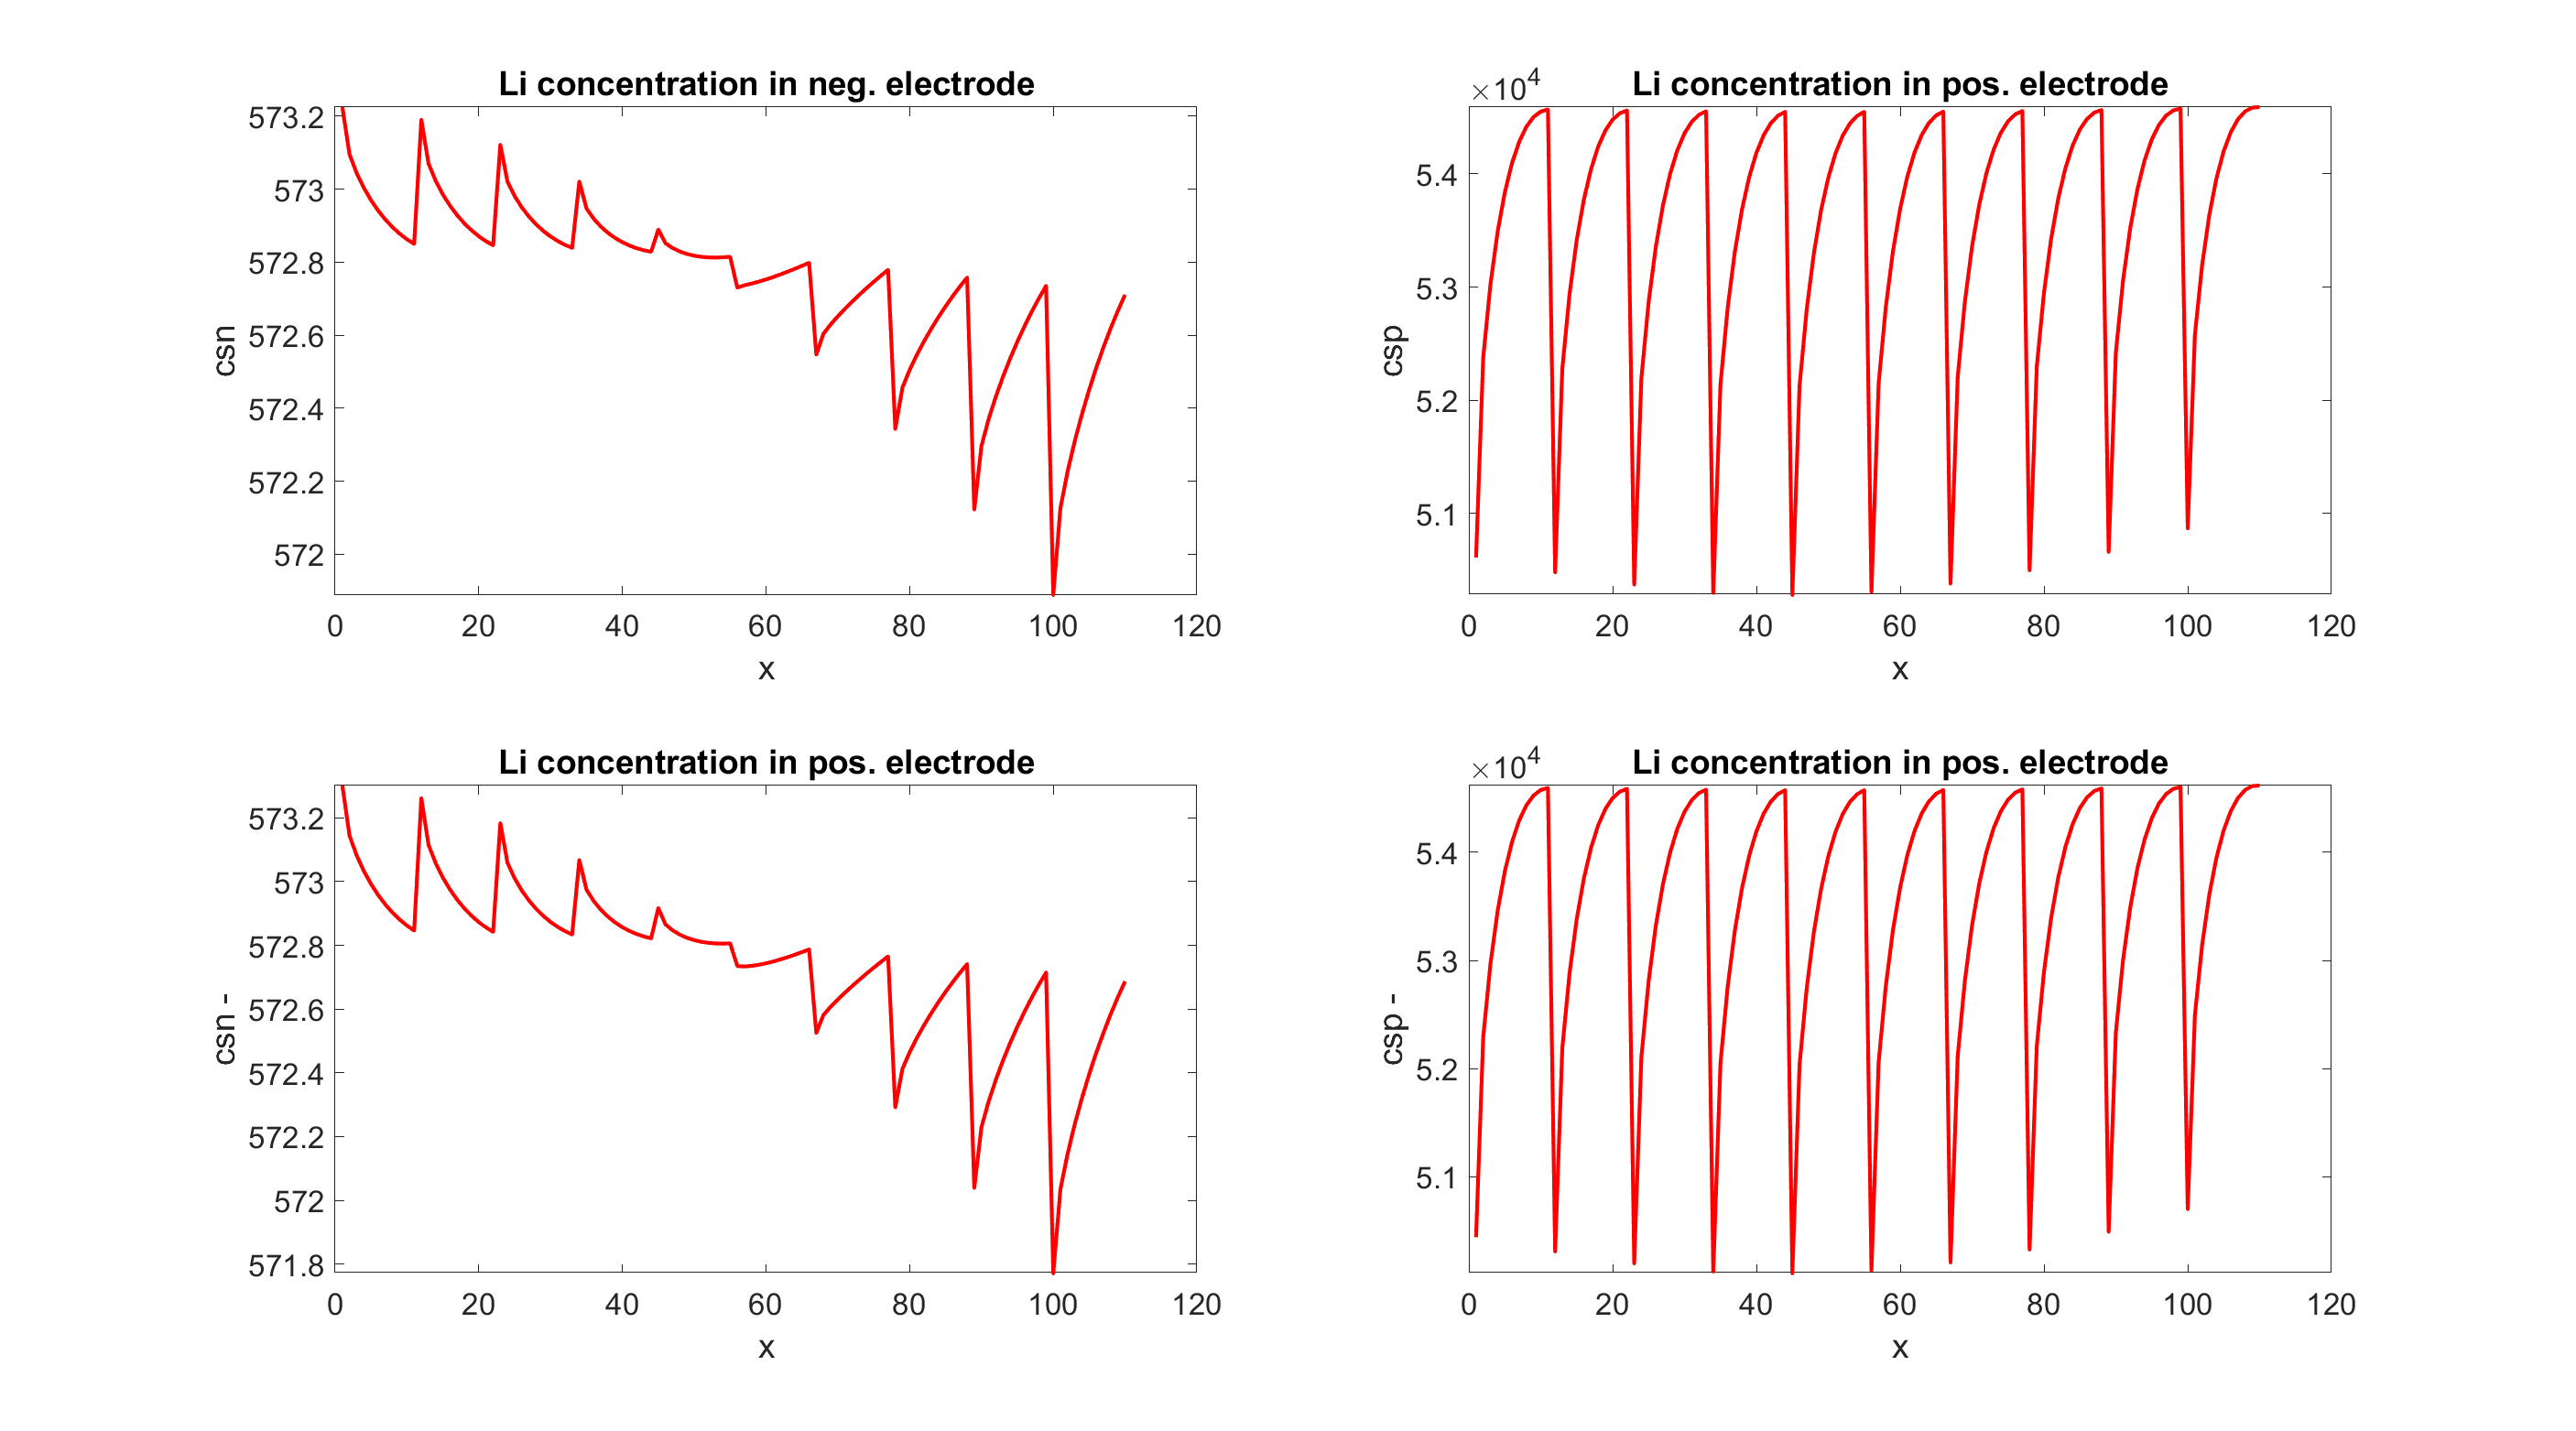 Li concentration in neg. electrode
573.2
573
572.8
572.6
572.4
572.2
572
csn
0 20 40 60 80 100 120
x
Li concentration in pos. electrode
×10^4
5.4
5.3
5.2
5.1
csp
0 20 40 60 80 100 120
x
Li concentration in pos. electrode
573.2
573
572.8
572.6
572.4
572.2
572
571.8
csn -
0 20 40 60 80 100 120
x
Li concentration in pos. electrode
×10^4
5.4
5.3
5.2
5.1
csp -
0 20 40 60 80 100 120
x